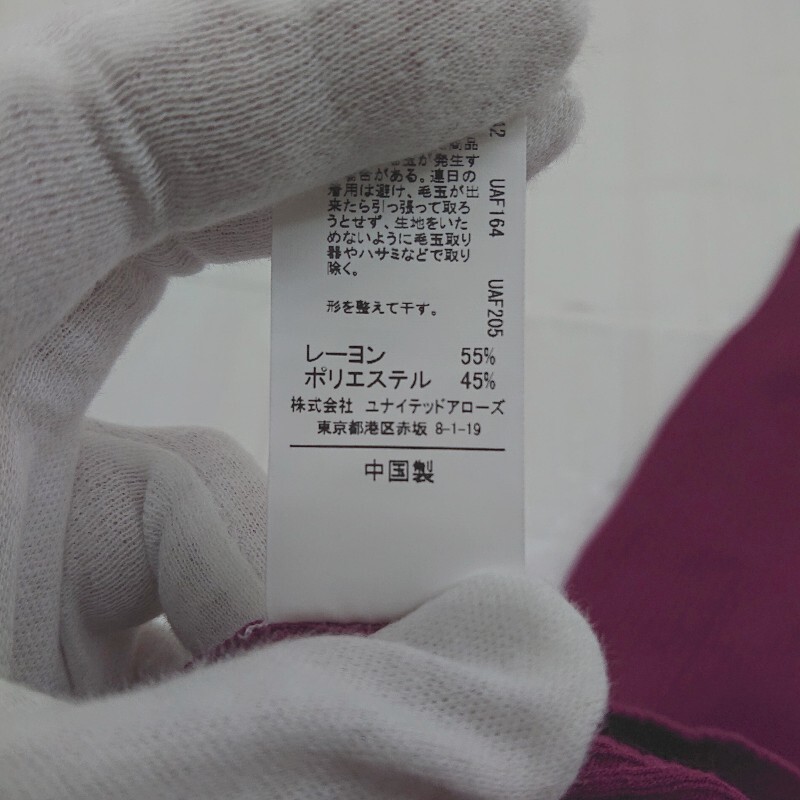 品
玉が発生す
がある。連日の
着用は避け、毛玉が出
来たら引っ張って取ろ
うとせず、生地をいた
めないように毛玉取り
器やハサミなどで取り
除く。
形を整えて干す。
UAF164
UAF205
レーヨン 55%
ポリエステル 45%
株式会社 ユナイテッドアローズ
東京都港区赤坂 8-1-19
中国製